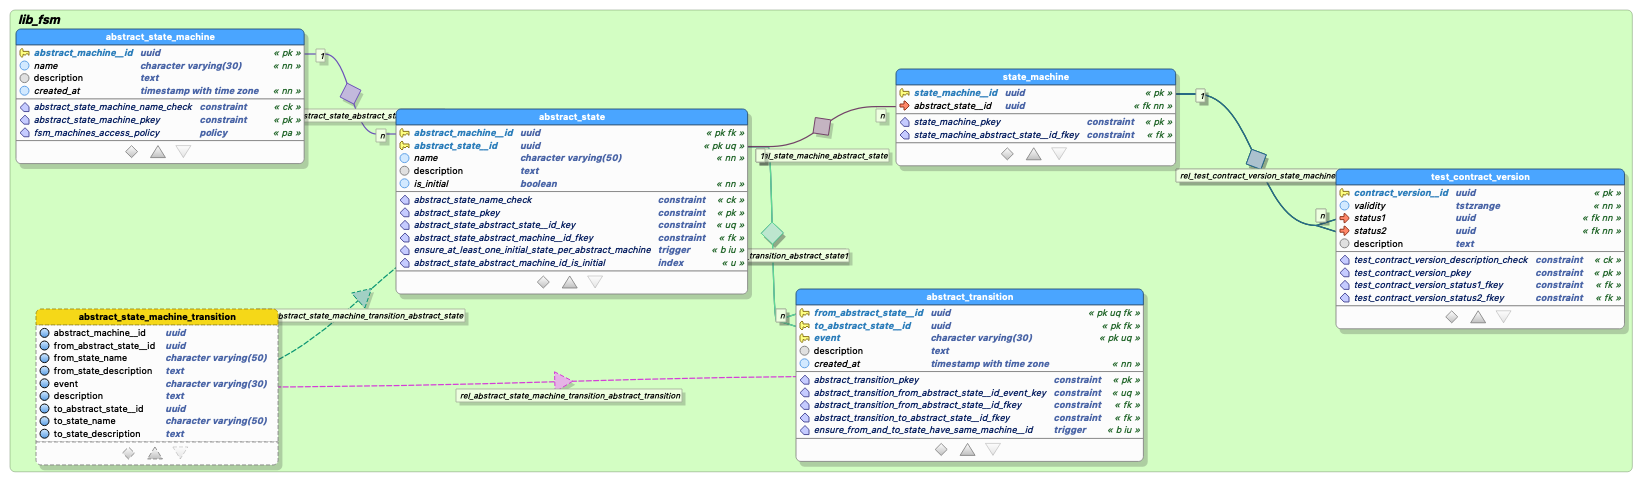 lib_fsm
abstract_state_machine
abstract_machine__id uuid « pk »
name character varying(30) « nn »
description text
created_at timestamp with time zone « nn »
abstract_state_machine_name_check constraint « ck »
abstract_state_machine_pkey constraint « pk »
fsm_machines_access_policy policy « pa »
1
n
abstract_state
abstract_machine__id uuid « pk fk »
abstract_state__id uuid « pk uq »
name character varying(50) « nn »
description text
is_initial boolean « nn »
abstract_state_name_check constraint « ck »
abstract_state_pkey constraint « pk »
abstract_state_abstract_state__id_key constraint « uq »
abstract_state_abstract_machine__id_fkey constraint « fk »
ensure_at_least_one_initial_state_per_abstract_machine trigger « b iu »
abstract_state_abstract_machine_id_is_initial index « u »
n
state_machine_abstract_state
state_machine
state_machine__id uuid « pk »
abstract_state__id uuid « fk nn »
state_machine_pkey constraint « pk »
state_machine_abstract_state__id_fkey constraint « fk »
1
rel_test_contract_version_state_machine
n
test_contract_version
contract_version__id uuid « pk »
validity tstzrange « nn »
status1 uuid « fk nn »
status2 uuid « fk nn »
description text
test_contract_version_description_check constraint « ck »
test_contract_version_pkey constraint « pk »
test_contract_version_status1_fkey constraint « fk »
test_contract_version_status2_fkey constraint « fk »
transition_abstract_state1
n
abstract_transition
from_abstract_state__id uuid « pk uq fk »
to_abstract_state__id uuid « pk fk »
event character varying(30) « pk uq »
description text
created_at timestamp with time zone « nn »
abstract_transition_pkey constraint « pk »
abstract_transition_from_abstract_state__id_event_key constraint « uq »
abstract_transition_from_abstract_state__id_fkey constraint « fk »
abstract_transition_to_abstract_state__id_fkey constraint « fk »
ensure_from_and_to_state_have_same_machine__id trigger « b iu »
abstract_state_machine_transition_abstract_state
abstract_state_machine_transition
abstract_machine__id uuid
from_abstract_state__id uuid
from_state_name character varying(50)
from_state_description text
event character varying(30)
description text
to_abstract_state__id uuid
to_state_name character varying(50)
to_state_description text
rel_abstract_state_machine_transition_abstract_transition